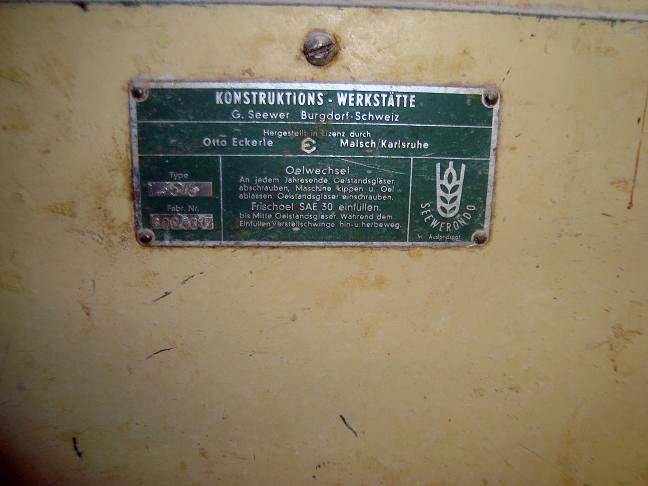 KONSTRUKTIONS - WERKSTÄTTE
G. Seewer Burgdorf-Schweiz
Hergestellt in Lizenz durch
Otto Eckerle E Malsch/Karlsruhe
Type
Fabr. Nr.
Oelwechsel
An jedem Jahresende Oelstandsgläser
abschrauben, Maschine kippen u. Oel
ablassen. Oelstandsgläser einschrauben.
Frischoel SAE 30 einfüllen
bis Mitte Oelstandsgläser. Während dem
Einfüllen Verstellschwinge hin-u. herbeweg.
SEEWERONDO